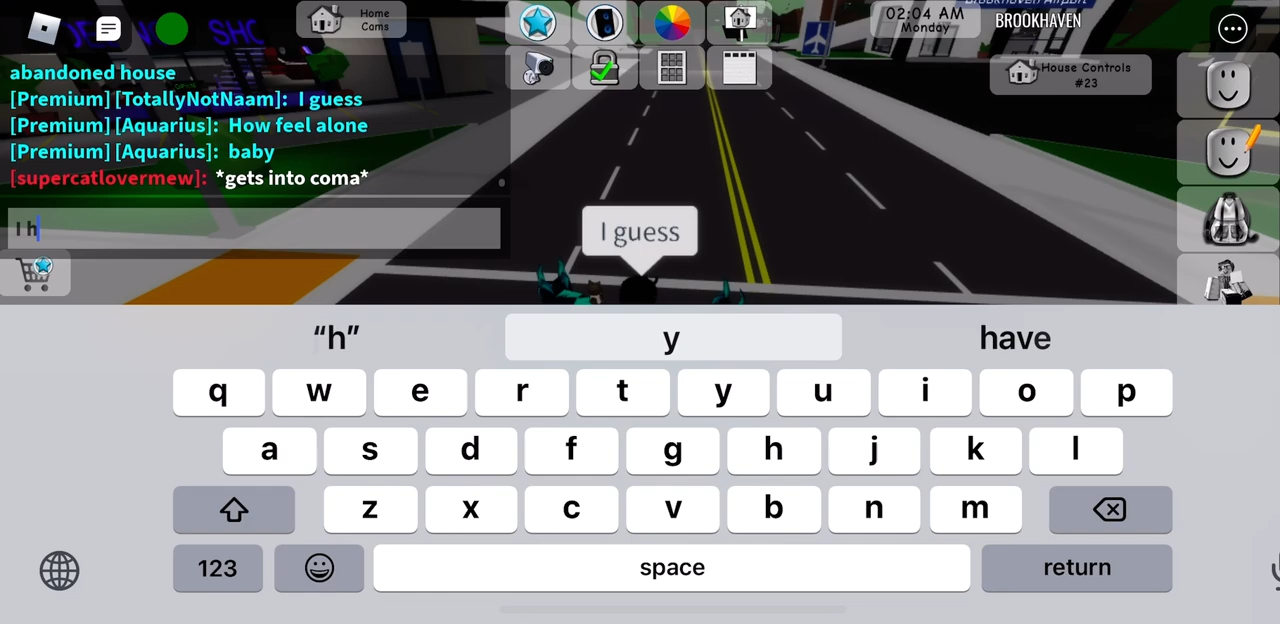 Home
Cams
02:04 AM
Monday
BROOKHAVEN
House Controls
#23
abandoned house
[Premium] [TotallyNotNaam]: I guess
[Premium] [Aquarius]: How feel alone
[Premium] [Aquarius]: baby
[supercatlovermew]: *gets into coma*
I h
I guess
“h”
y
have
q w e r t y u i o p
a s d f g h j k l
z x c v b n m
123
space
return